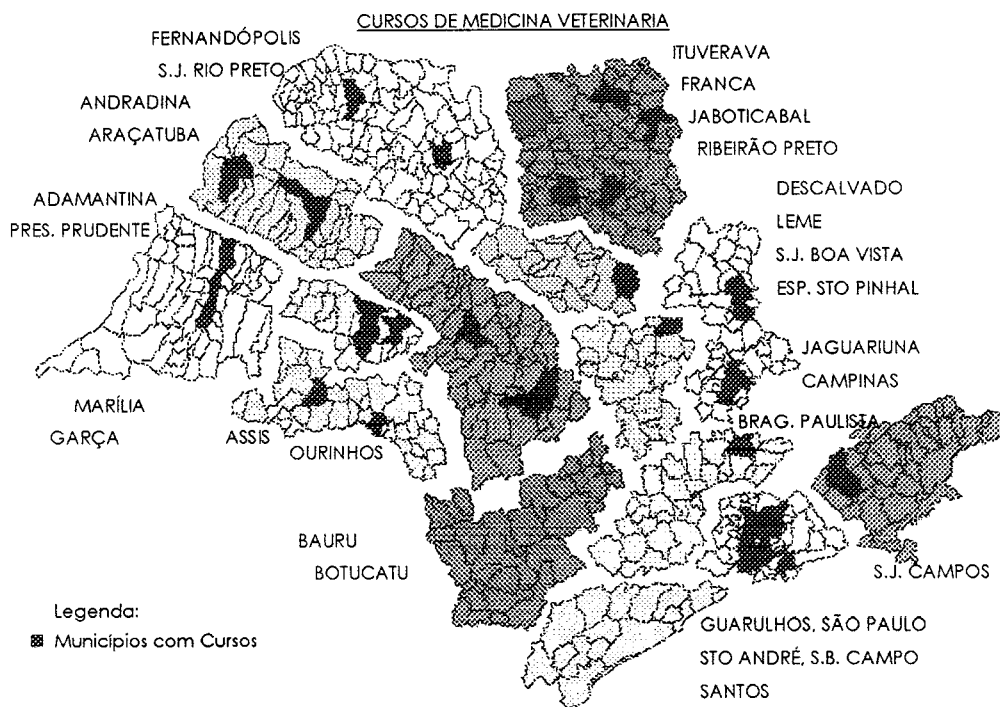 CURSOS DE MEDICINA VETERINARIA
FERNANDÓPOLIS
S.J. RIO PRETO
ANDRADINA
ARAÇATUBA
ADAMANTINA
PRES. PRUDENTE
ITUVERAVA
FRANCA
JABOTICABAL
RIBEIRÃO PRETO
DESCALVADO
LEME
S.J. BOA VISTA
ESP. STO PINHAL
JAGUARIUNA
CAMPINAS
BRAG. PAULISTA
MARÍLIA
GARÇA
ASSIS
OURINHOS
BAURU
BOTUCATU
S.J. CAMPOS
GUARULHOS, SÃO PAULO
STO ANDRÉ, S.B. CAMPO
SANTOS
Legenda:
Municípios com Cursos